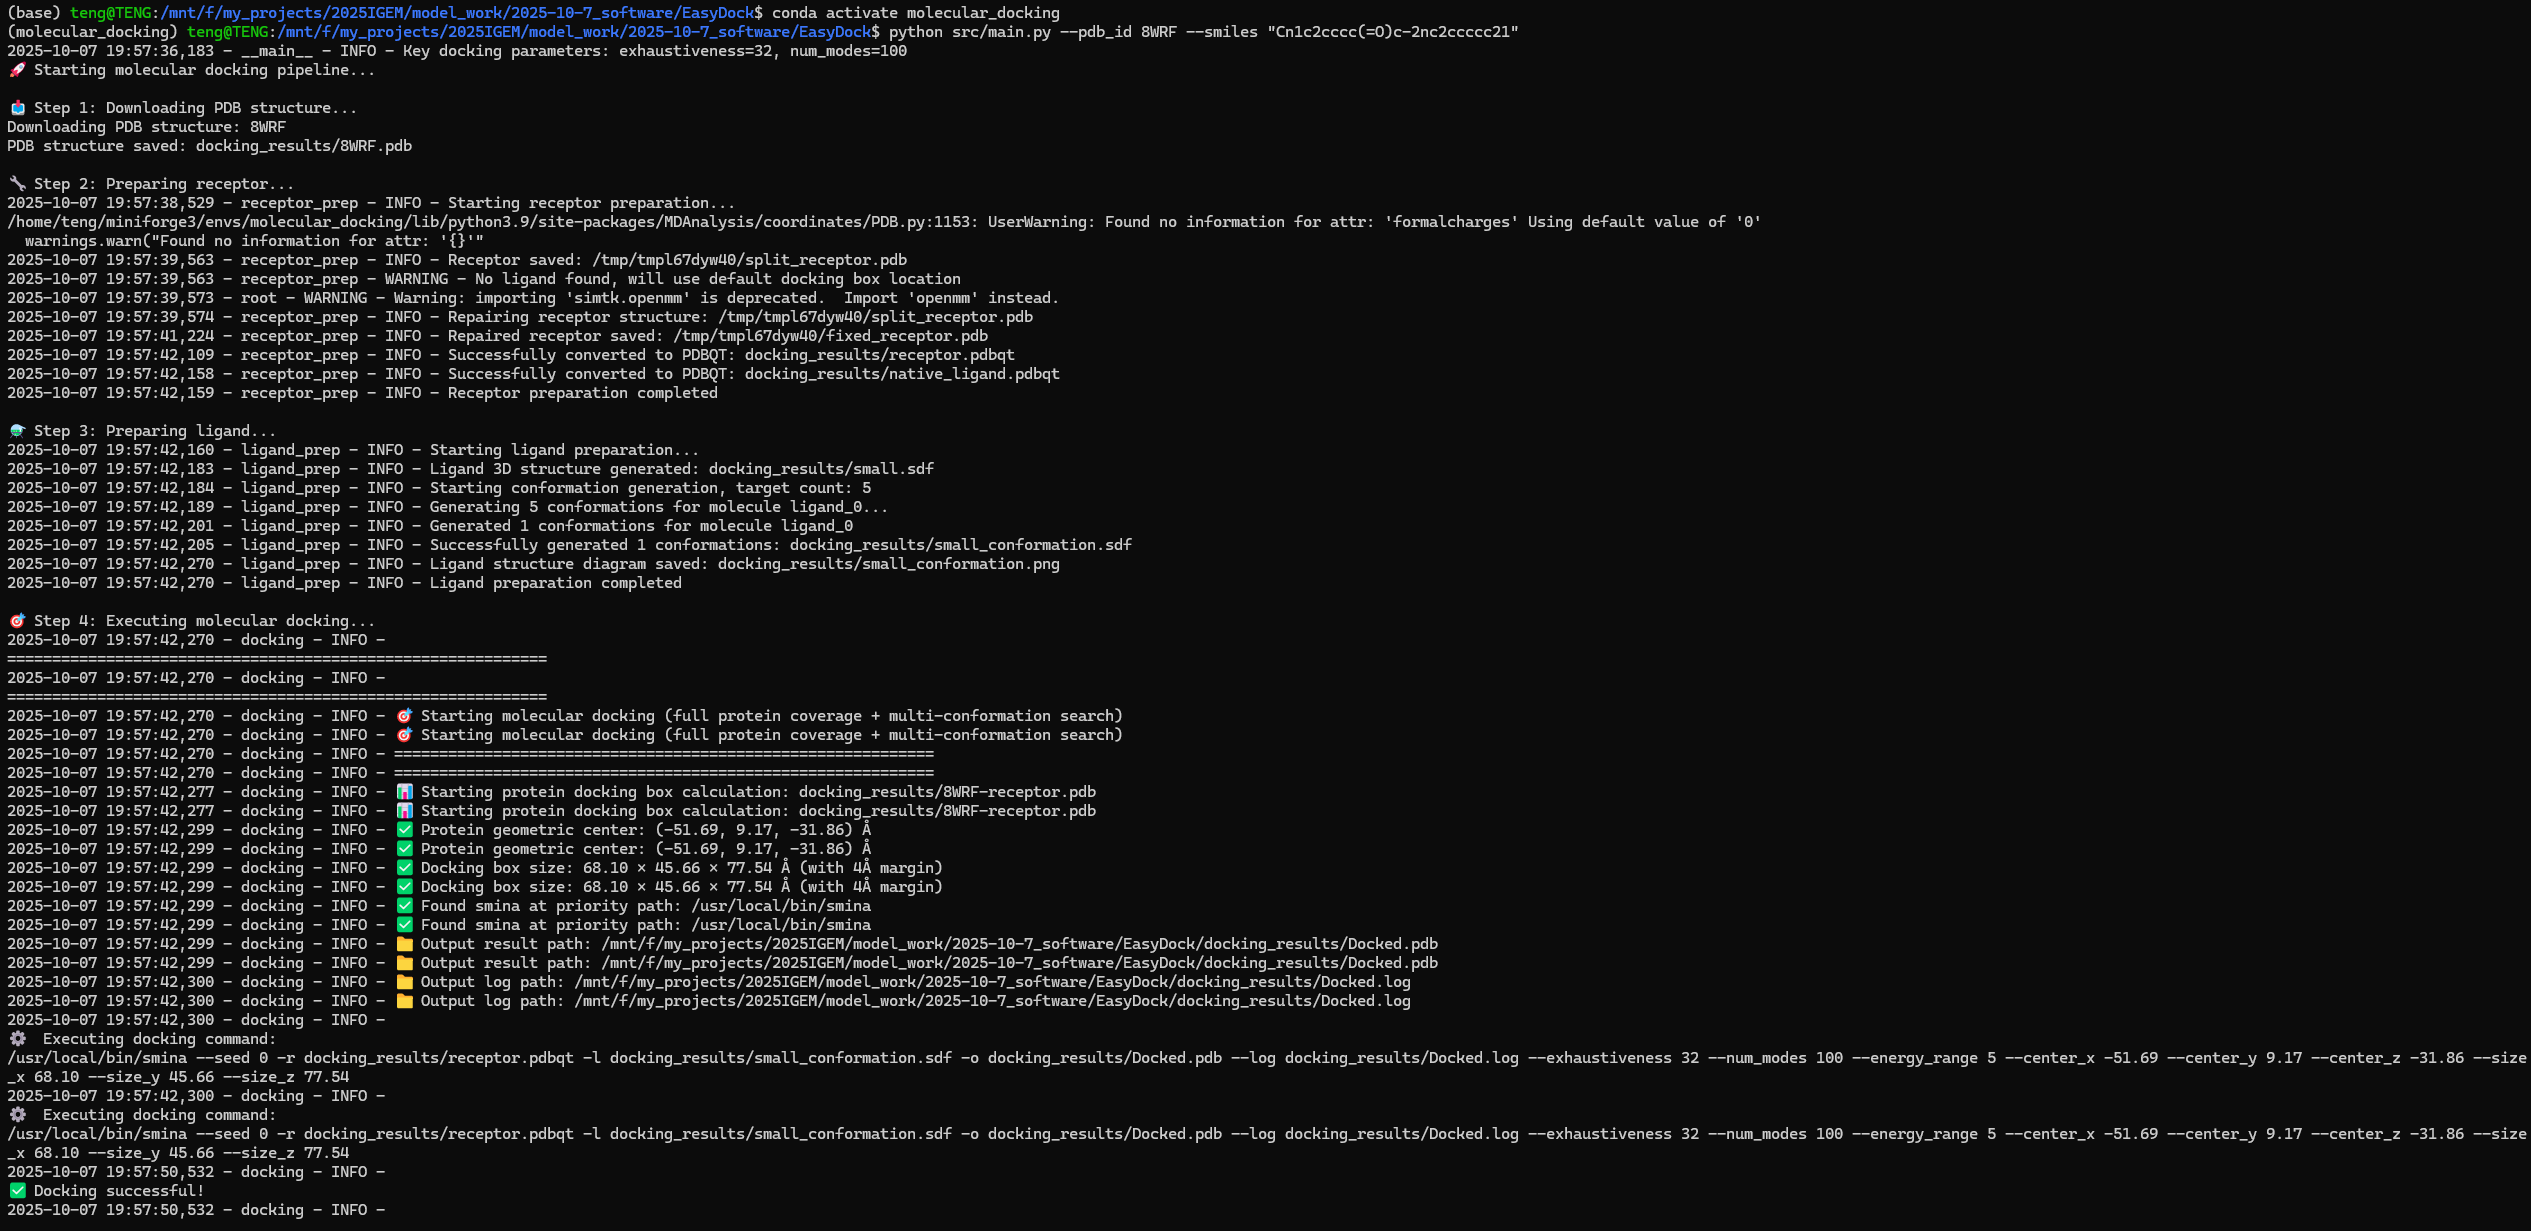 (base) teng@TENG:/mnt/f/my_projects/2025IGEM/model_work/2025-10-7_software/EasyDock$ conda activate molecular_docking
(molecular_docking) teng@TENG:/mnt/f/my_projects/2025IGEM/model_work/2025-10-7_software/EasyDock$ python src/main.py --pdb_id 8WRF --smiles "Cn1c2cccc(=O)c-2nc2ccccc21"
2025-10-07 19:57:36,183 - __main__ - INFO - Key docking parameters: exhaustiveness=32, num_modes=100
🚀 Starting molecular docking pipeline...
📥 Step 1: Downloading PDB structure...
Downloading PDB structure: 8WRF
PDB structure saved: docking_results/8WRF.pdb
🔧 Step 2: Preparing receptor...
2025-10-07 19:57:38,529 - receptor_prep - INFO - Starting receptor preparation...
/home/teng/miniforge3/envs/molecular_docking/lib/python3.9/site-packages/MDAnalysis/coordinates/PDB.py:1153: UserWarning: Found no information for attr: 'formalcharges' Using default value of '0'
  warnings.warn("Found no information for attr: '{}'"
2025-10-07 19:57:39,563 - receptor_prep - INFO - Receptor saved: /tmp/tmpl67dyw40/split_receptor.pdb
2025-10-07 19:57:39,563 - receptor_prep - WARNING - No ligand found, will use default docking box location
2025-10-07 19:57:39,573 - root - WARNING - Warning: importing 'simtk.openmm' is deprecated.  Import 'openmm' instead.
2025-10-07 19:57:39,574 - receptor_prep - INFO - Repairing receptor structure: /tmp/tmpl67dyw40/split_receptor.pdb
2025-10-07 19:57:41,224 - receptor_prep - INFO - Repaired receptor saved: /tmp/tmpl67dyw40/fixed_receptor.pdb
2025-10-07 19:57:42,109 - receptor_prep - INFO - Successfully converted to PDBQT: docking_results/receptor.pdbqt
2025-10-07 19:57:42,158 - receptor_prep - INFO - Successfully converted to PDBQT: docking_results/native_ligand.pdbqt
2025-10-07 19:57:42,159 - receptor_prep - INFO - Receptor preparation completed
⚗️ Step 3: Preparing ligand...
2025-10-07 19:57:42,160 - ligand_prep - INFO - Starting ligand preparation...
2025-10-07 19:57:42,183 - ligand_prep - INFO - Ligand 3D structure generated: docking_results/small.sdf
2025-10-07 19:57:42,184 - ligand_prep - INFO - Starting conformation generation, target count: 5
2025-10-07 19:57:42,189 - ligand_prep - INFO - Generating 5 conformations for molecule ligand_0...
2025-10-07 19:57:42,201 - ligand_prep - INFO - Generated 1 conformations for molecule ligand_0
2025-10-07 19:57:42,205 - ligand_prep - INFO - Successfully generated 1 conformations: docking_results/small_conformation.sdf
2025-10-07 19:57:42,270 - ligand_prep - INFO - Ligand structure diagram saved: docking_results/small_conformation.png
2025-10-07 19:57:42,270 - ligand_prep - INFO - Ligand preparation completed
🎯 Step 4: Executing molecular docking...
2025-10-07 19:57:42,270 - docking - INFO -
============================================================
2025-10-07 19:57:42,270 - docking - INFO -
============================================================
2025-10-07 19:57:42,270 - docking - INFO - 🎯 Starting molecular docking (full protein coverage + multi-conformation search)
2025-10-07 19:57:42,270 - docking - INFO - 🎯 Starting molecular docking (full protein coverage + multi-conformation search)
2025-10-07 19:57:42,270 - docking - INFO - ============================================================
2025-10-07 19:57:42,270 - docking - INFO - ============================================================
2025-10-07 19:57:42,277 - docking - INFO - 📊 Starting protein docking box calculation: docking_results/8WRF-receptor.pdb
2025-10-07 19:57:42,277 - docking - INFO - 📊 Starting protein docking box calculation: docking_results/8WRF-receptor.pdb
2025-10-07 19:57:42,299 - docking - INFO - ✅ Protein geometric center: (-51.69, 9.17, -31.86) Å
2025-10-07 19:57:42,299 - docking - INFO - ✅ Protein geometric center: (-51.69, 9.17, -31.86) Å
2025-10-07 19:57:42,299 - docking - INFO - ✅ Docking box size: 68.10 × 45.66 × 77.54 Å (with 4Å margin)
2025-10-07 19:57:42,299 - docking - INFO - ✅ Docking box size: 68.10 × 45.66 × 77.54 Å (with 4Å margin)
2025-10-07 19:57:42,299 - docking - INFO - ✅ Found smina at priority path: /usr/local/bin/smina
2025-10-07 19:57:42,299 - docking - INFO - ✅ Found smina at priority path: /usr/local/bin/smina
2025-10-07 19:57:42,299 - docking - INFO - 📁 Output result path: /mnt/f/my_projects/2025IGEM/model_work/2025-10-7_software/EasyDock/docking_results/Docked.pdb
2025-10-07 19:57:42,299 - docking - INFO - 📁 Output result path: /mnt/f/my_projects/2025IGEM/model_work/2025-10-7_software/EasyDock/docking_results/Docked.pdb
2025-10-07 19:57:42,300 - docking - INFO - 📁 Output log path: /mnt/f/my_projects/2025IGEM/model_work/2025-10-7_software/EasyDock/docking_results/Docked.log
2025-10-07 19:57:42,300 - docking - INFO - 📁 Output log path: /mnt/f/my_projects/2025IGEM/model_work/2025-10-7_software/EasyDock/docking_results/Docked.log
2025-10-07 19:57:42,300 - docking - INFO -
⚙️  Executing docking command:
/usr/local/bin/smina --seed 0 -r docking_results/receptor.pdbqt -l docking_results/small_conformation.sdf -o docking_results/Docked.pdb --log docking_results/Docked.log --exhaustiveness 32 --num_modes 100 --energy_range 5 --center_x -51.69 --center_y 9.17 --center_z -31.86 --size
_x 68.10 --size_y 45.66 --size_z 77.54
2025-10-07 19:57:42,300 - docking - INFO -
⚙️  Executing docking command:
/usr/local/bin/smina --seed 0 -r docking_results/receptor.pdbqt -l docking_results/small_conformation.sdf -o docking_results/Docked.pdb --log docking_results/Docked.log --exhaustiveness 32 --num_modes 100 --energy_range 5 --center_x -51.69 --center_y 9.17 --center_z -31.86 --size
_x 68.10 --size_y 45.66 --size_z 77.54
2025-10-07 19:57:50,532 - docking - INFO -
✅ Docking successful!
2025-10-07 19:57:50,532 - docking - INFO -